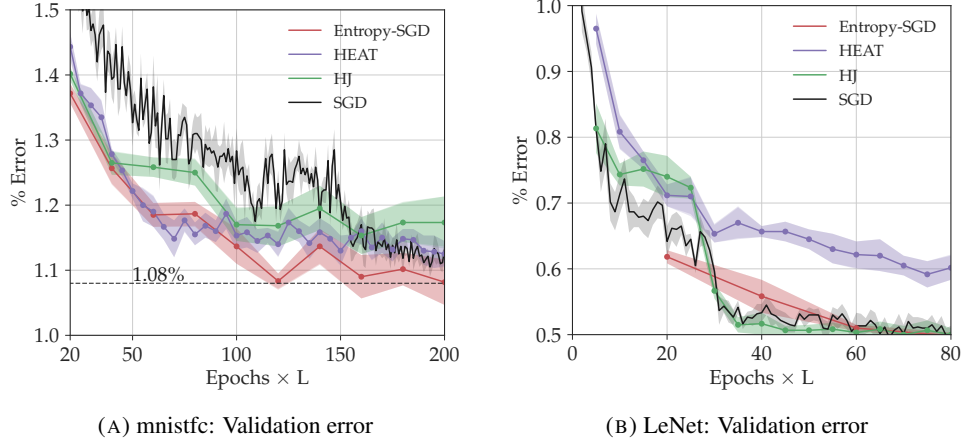 1.5
1.4
1.3
1.2
1.1
1.0
% Error
Entropy-SGD
HEAT
HJ
SGD
1.08%
20
50
100
150
200
Epochs × L
(A) mnistfc: Validation error
1.0
0.9
0.8
0.7
0.6
0.5
% Error
Entropy-SGD
HEAT
HJ
SGD
0
20
40
60
80
Epochs × L
(B) LeNet: Validation error